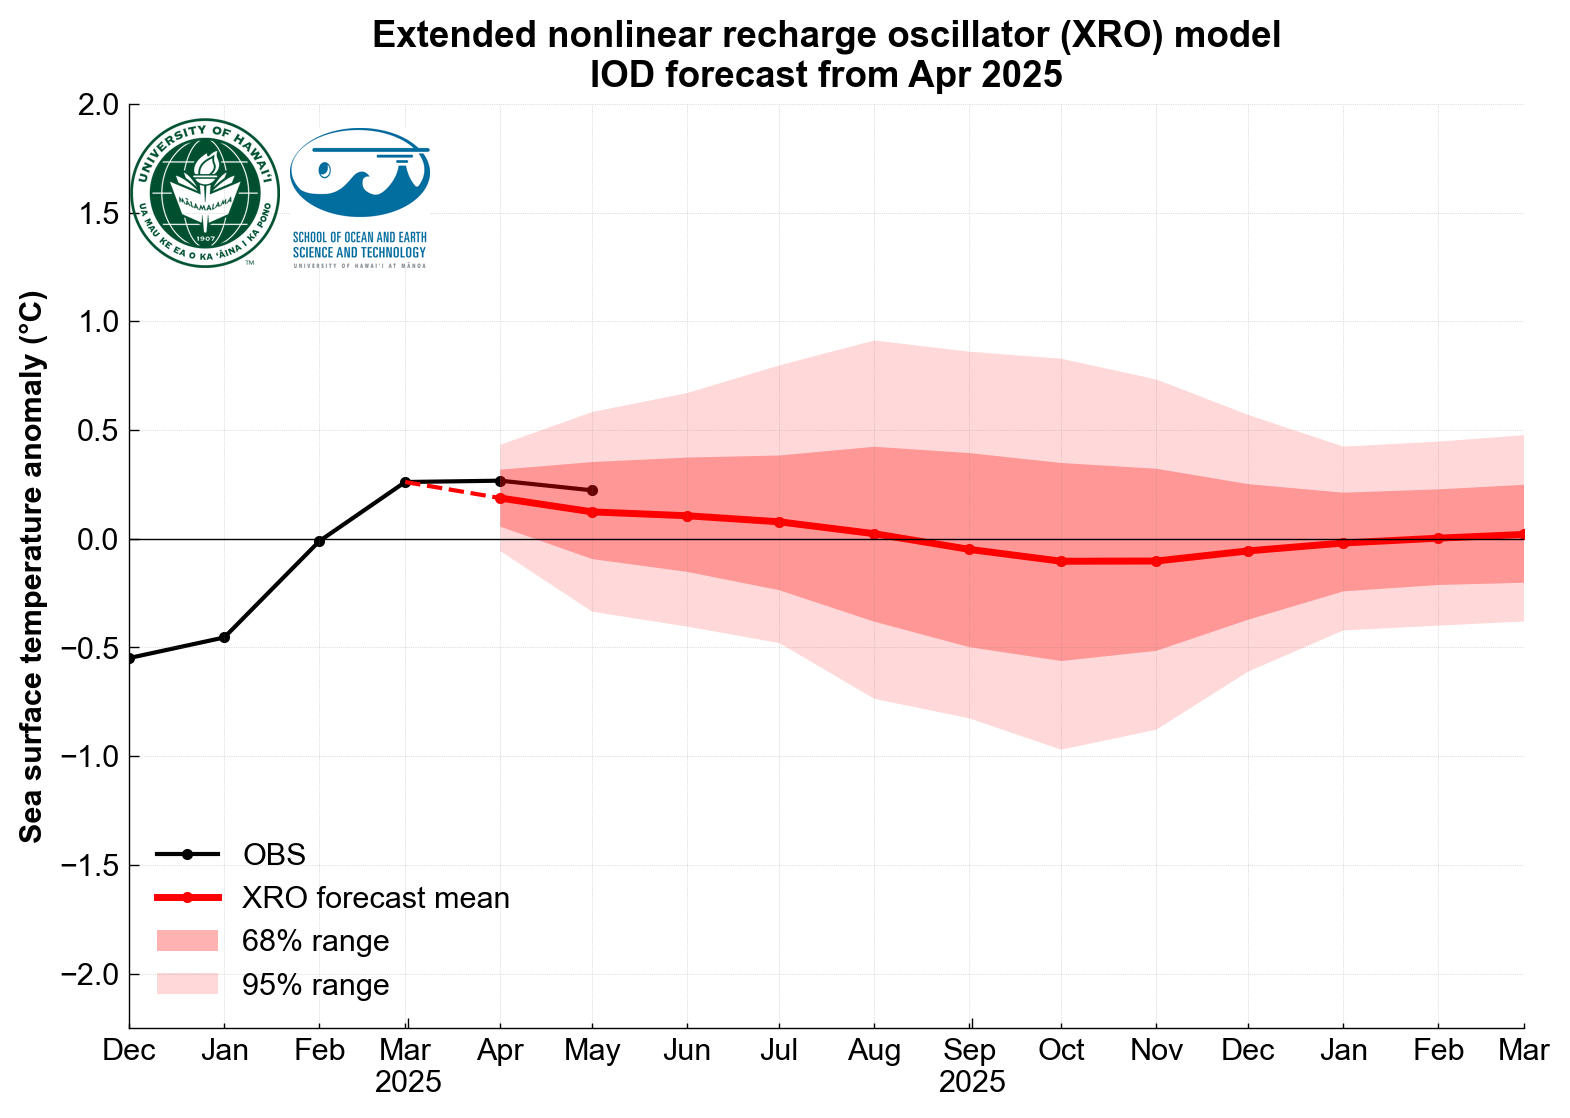 Extended nonlinear recharge oscillator (XRO) model
IOD forecast from Apr 2025
UNIVERSITY OF HAWAIʻI
MĀLAMALAMA
1907
UA MAU KE EA O KA ʻĀINA I KA PONO
TM
SCHOOL OF OCEAN AND EARTH
SCIENCE AND TECHNOLOGY
UNIVERSITY OF HAWAIʻI AT MĀNOA
Sea surface temperature anomaly (°C)
2.0
1.5
1.0
0.5
0.0
−0.5
−1.0
−1.5
−2.0
OBS
XRO forecast mean
68% range
95% range
Dec Jan Feb Mar Apr May Jun Jul Aug Sep Oct Nov Dec Jan Feb Mar
2025 2025